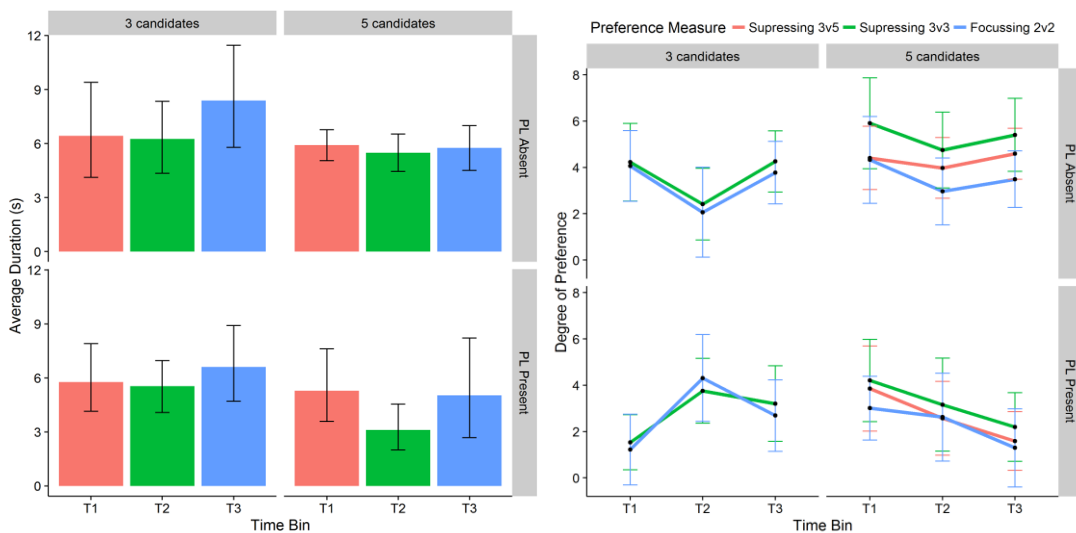 3 candidates
5 candidates
12
9
6
3
0
PL Absent
12
9
6
3
0
PL Present
Average Duration (s)
T1
T2
T3
T1
T2
T3
Time Bin
Preference Measure Supressing 3v5 Supressing 3v3 Focussing 2v2
3 candidates
5 candidates
8
6
4
2
0
PL Absent
8
6
4
2
0
PL Present
Degree of Preference
T1
T2
T3
T1
T2
T3
Time Bin